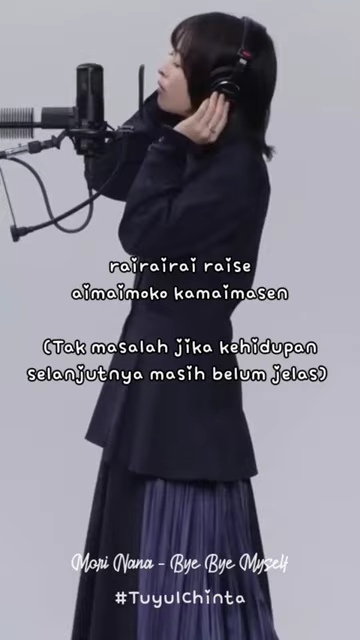 rairairai raise
aimaimoko kamaimasen
(Tak masalah jika kehidupan
selanjutnya masih belum jelas)
Mori Nana - Bye Bye Myself
#TuyulChinta